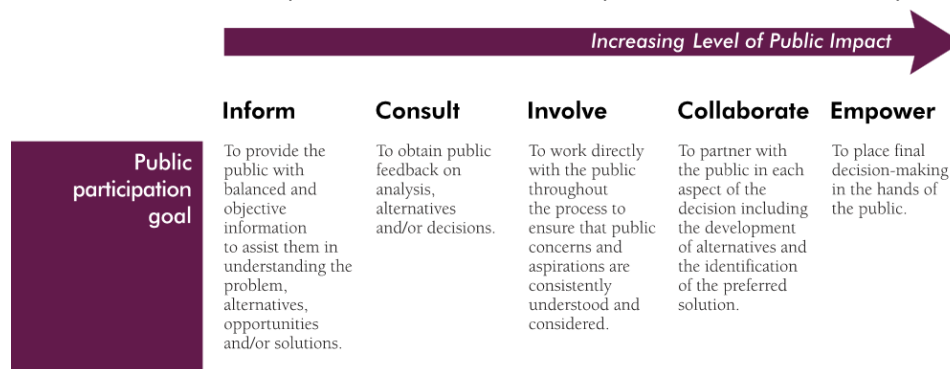 Increasing Level of Public Impact
Inform
Consult
Involve
Collaborate
Empower
Public
participation
goal
To provide the
public with
balanced and
objective
information
to assist them in
understanding the
problem,
alternatives,
opportunities
and/or solutions.
To obtain public
feedback on
analysis,
alternatives
and/or decisions.
To work directly
with the public
throughout
the process to
ensure that public
concerns and
aspirations are
consistently
understood and
considered.
To partner with
the public in each
aspect of the
decision including
the development
of alternatives and
the identification
of the preferred
solution.
To place final
decision-making
in the hands of
the public.